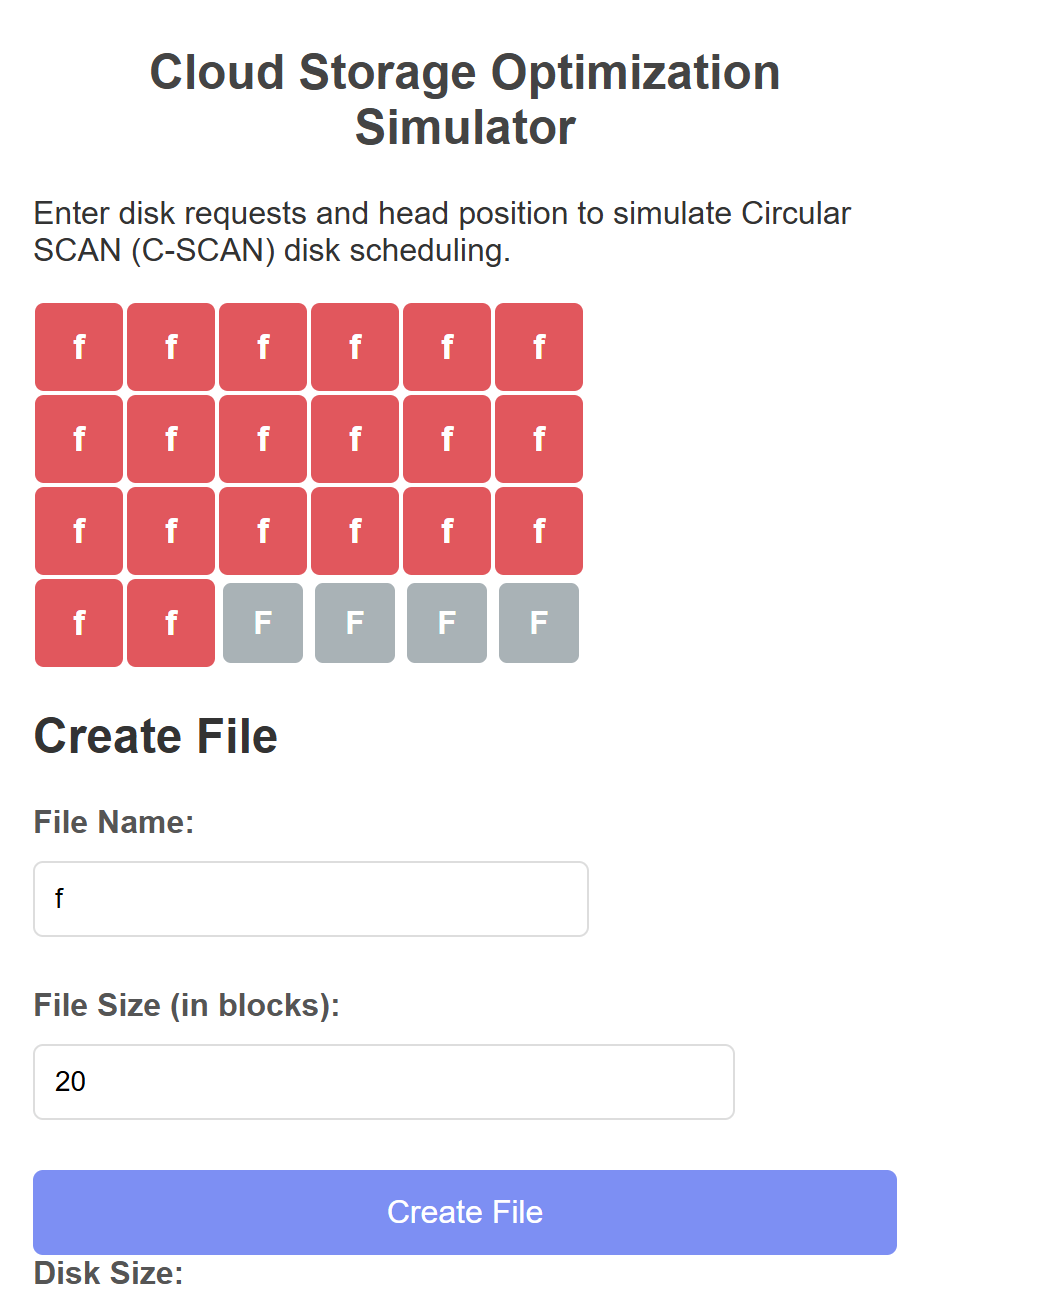 Cloud Storage Optimization
Simulator
Enter disk requests and head position to simulate Circular
SCAN (C-SCAN) disk scheduling.
f f f f f f
f f f f f f
f f f f f f
f f F F F F
Create File
File Name:
f
File Size (in blocks):
20
Create File
Disk Size: